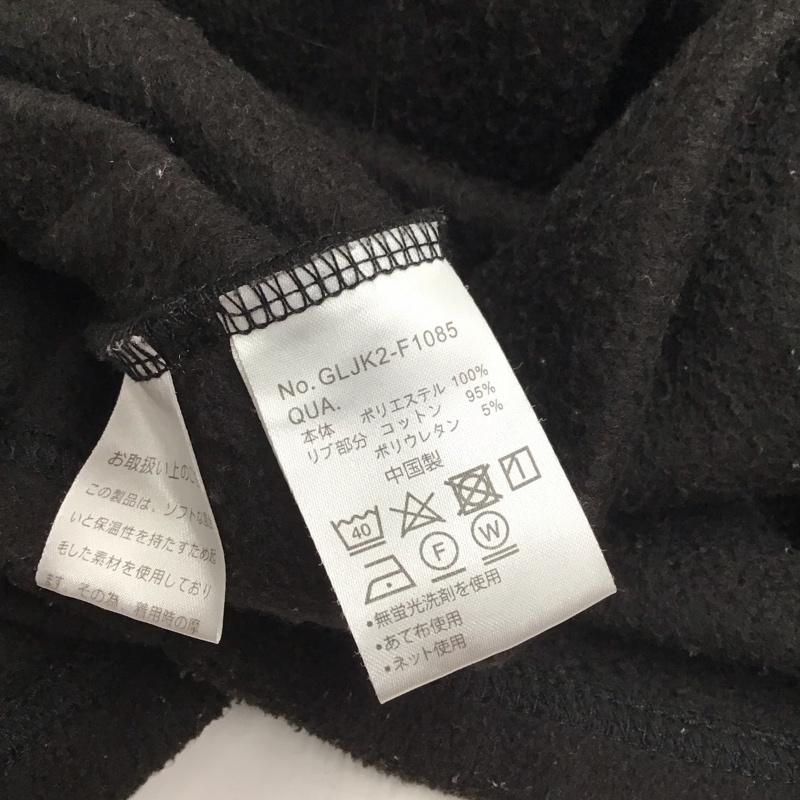 No.GLJK2-F1085
QUA.
本体 ポリエステル 100%
リブ部分 コットン 95%
ポリウレタン 5%
中国製
40
F W
•無蛍光洗剤を使用
•あて布使用
•ネット使用
お取扱い上の
この製品は、ソフトな
いと保温性を持たすため起
毛した素材を使用しており
ます その為 着用時の摩